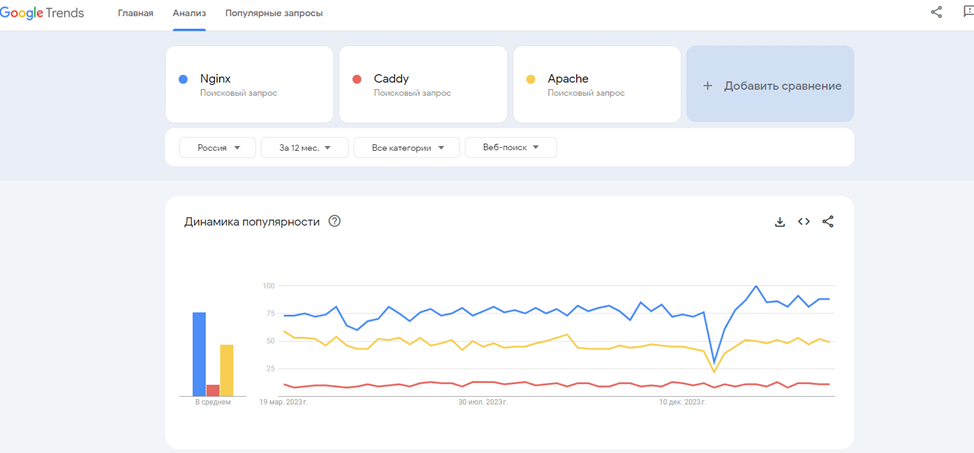 Google Trends Главная Анализ Популярные запросы
Nginx
Поисковый запрос
Caddy
Поисковый запрос
Apache
Поисковый запрос
+ Добавить сравнение
Россия За 12 мес. Все категории Веб-поиск
Динамика популярности ?
100
75
50
25
В среднем
19 мар. 2023 г. 30 июл. 2023 г. 10 дек. 2023 г.